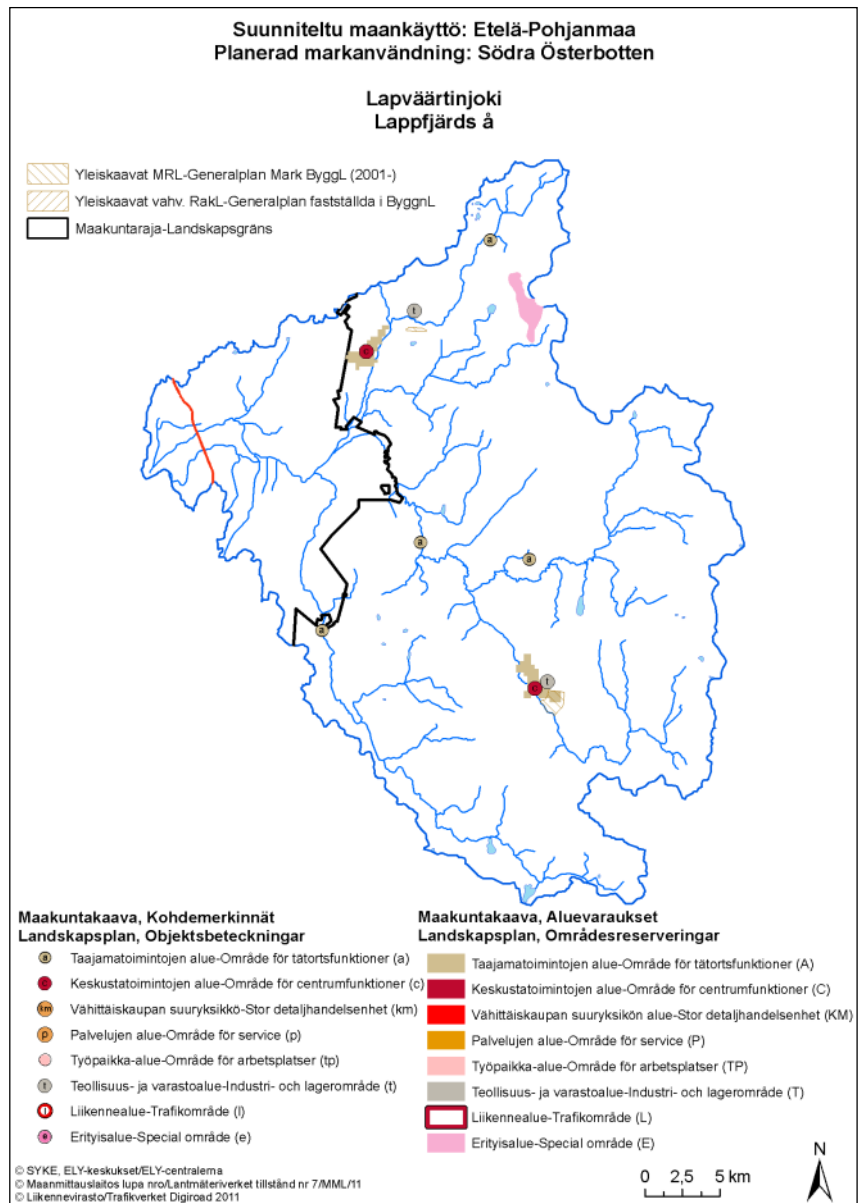 Suunniteltu maankäyttö: Etelä-Pohjanmaa
Planerad markanvändning: Södra Österbotten
Lapväärtinjoki
Lappfjärds å
Yleiskaavat MRL-Generalplan Mark ByggL (2001-)
Yleiskaavat vahv. RakL-Generalplan fastställda i ByggnL
Maakuntaraja-Landskapsgräns
a
t
c
a
a
a
t
c
Maakuntakaava, Kohdemerkinnät
Landskapsplan, Objektsbeteckningar
a Taajamatoimintojen alue-Område för tätortsfunktioner (a)
c Keskustatoimintojen alue-Område för centrumfunktioner (c)
km Vähittäiskaupan suuryksikkö-Stor detaljhandelsenhet (km)
p Palvelujen alue-Område för service (p)
Työpaikka-alue-Område för arbetsplatser (tp)
t Teollisuus- ja varastoalue-Industri- och lagerområde (t)
l Liikennealue-Trafikområde (l)
e Erityisalue-Special område (e)
Maakuntakaava, Aluevaraukset
Landskapsplan, Områdesreserveringar
Taajamatoimintojen alue-Område för tätortsfunktioner (A)
Keskustatoimintojen alue-Område för centrumfunktioner (C)
Vähittäiskaupan suuryksikön alue-Stor detaljhandelsenhet (KM)
Palvelujen alue-Område för service (P)
Työpaikka-alue-Område för arbetsplatser (TP)
Teollisuus- ja varastoalue-Industri- och lagerområde (T)
Liikennealue-Trafikområde (L)
Erityisalue-Special område (E)
© SYKE, ELY-keskukset/ELY-centralerna
© Maanmittauslaitos lupa nro/Lantmäteriverket tillstånd nr 7/MML/11
© Liikennevirasto/Trafikverket Digiroad 2011
0 2,5 5 km
N